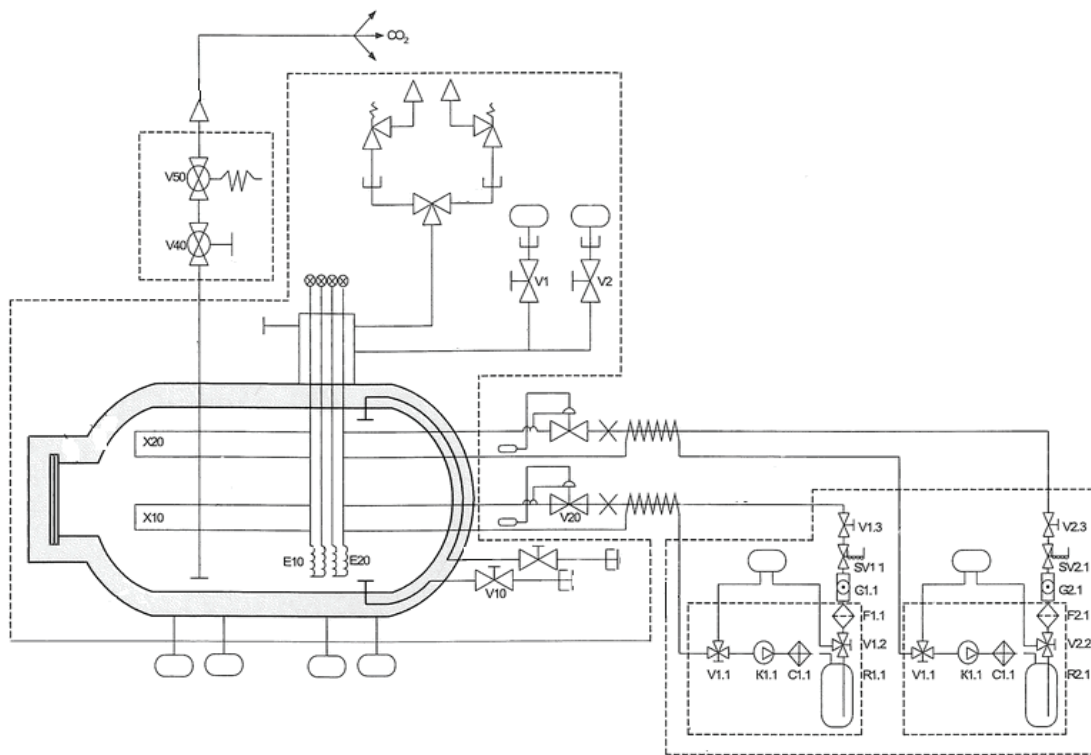 CO₂
V50
V40
V1
V2
X20
X10
V20
E10
E20
V10
V1.3
V2.3
SV1.1
SV2.1
G1.1
G2.1
F1.1
F2.1
V1.2
V2.2
V1.1
K1.1
C1.1
R1.1
V1.1
K1.1
C1.1
R2.1